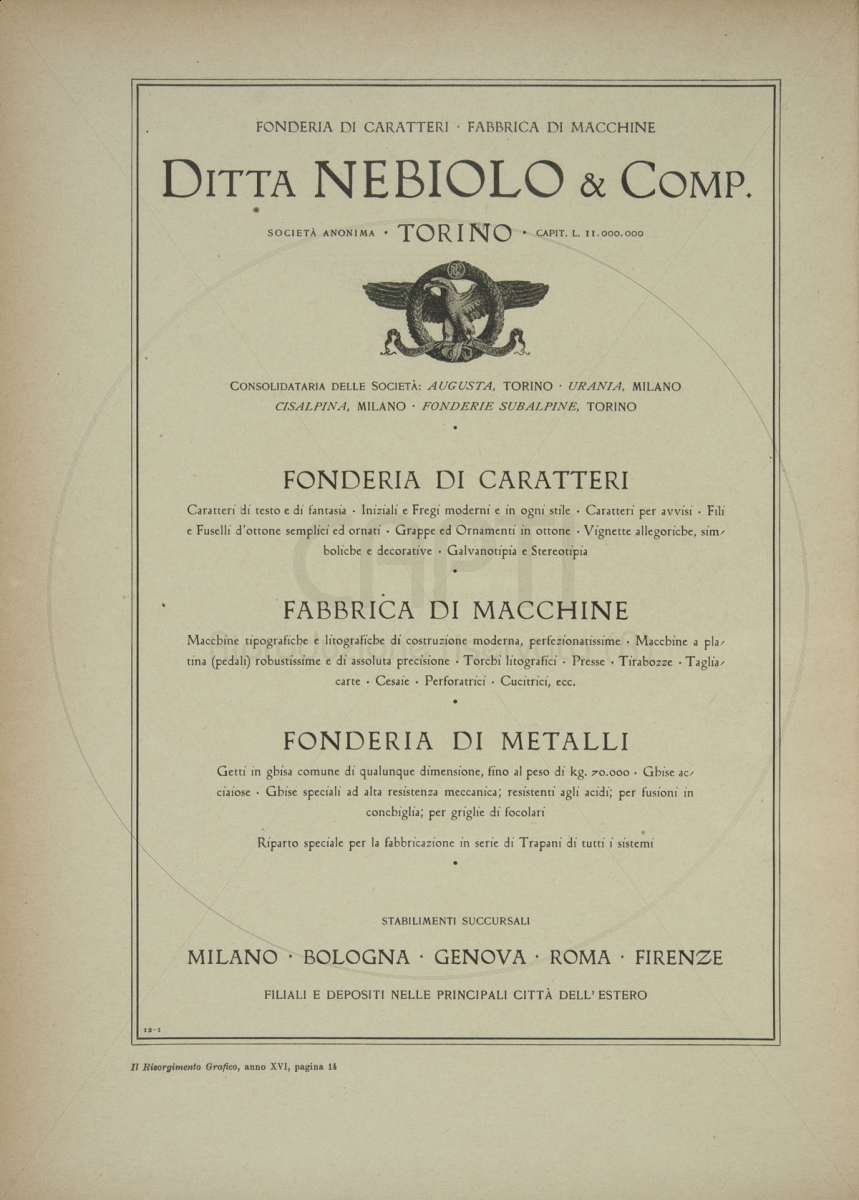 FONDERIA DI CARATTERI · FABBRICA DI MACCHINE
DITTA NEBIOLO & COMP.
SOCIETÀ ANONIMA · TORINO · CAPIT. L. 11.000.000
CONSOLIDATARIA DELLE SOCIETÀ: AUGUSTA, TORINO · URANIA, MILANO
CISALPINA, MILANO · FONDERIE SUBALPINE, TORINO
FONDERIA DI CARATTERI
Caratteri di testo e di fantasia · Iniziali e Fregi moderni e in ogni stile · Caratteri per avvisi · Fili
e Fuselli d'ottone semplici ed ornati · Grappe ed Ornamenti in ottone · Vignette allegoriche, sim-
boliche e decorative · Galvanotipia e Stereotipia
FABBRICA DI MACCHINE
Macchine tipografiche e litografiche di costruzione moderna, perfezionatissime · Macchine a pla-
tina (pedali) robustissime e di assoluta precisione · Torchi litografici · Presse · Tirabozze · Taglia-
carte · Cesoie · Perforatrici · Cucitrici, ecc.
FONDERIA DI METALLI
Getti in ghisa comune di qualunque dimensione, fino al peso di kg. 70.000 · Ghise ac-
ciaiose · Ghise speciali ad alta resistenza meccanica; resistenti agli acidi; per fusioni in
conchiglia; per griglie di focolari
Riparto speciale per la fabbricazione in serie di Trapani di tutti i sistemi
STABILIMENTI SUCCURSALI
MILANO · BOLOGNA · GENOVA · ROMA · FIRENZE
FILIALI E DEPOSITI NELLE PRINCIPALI CITTÀ DELL'ESTERO
12-1
Il Risorgimento Grafico, anno XVI, pagina 14